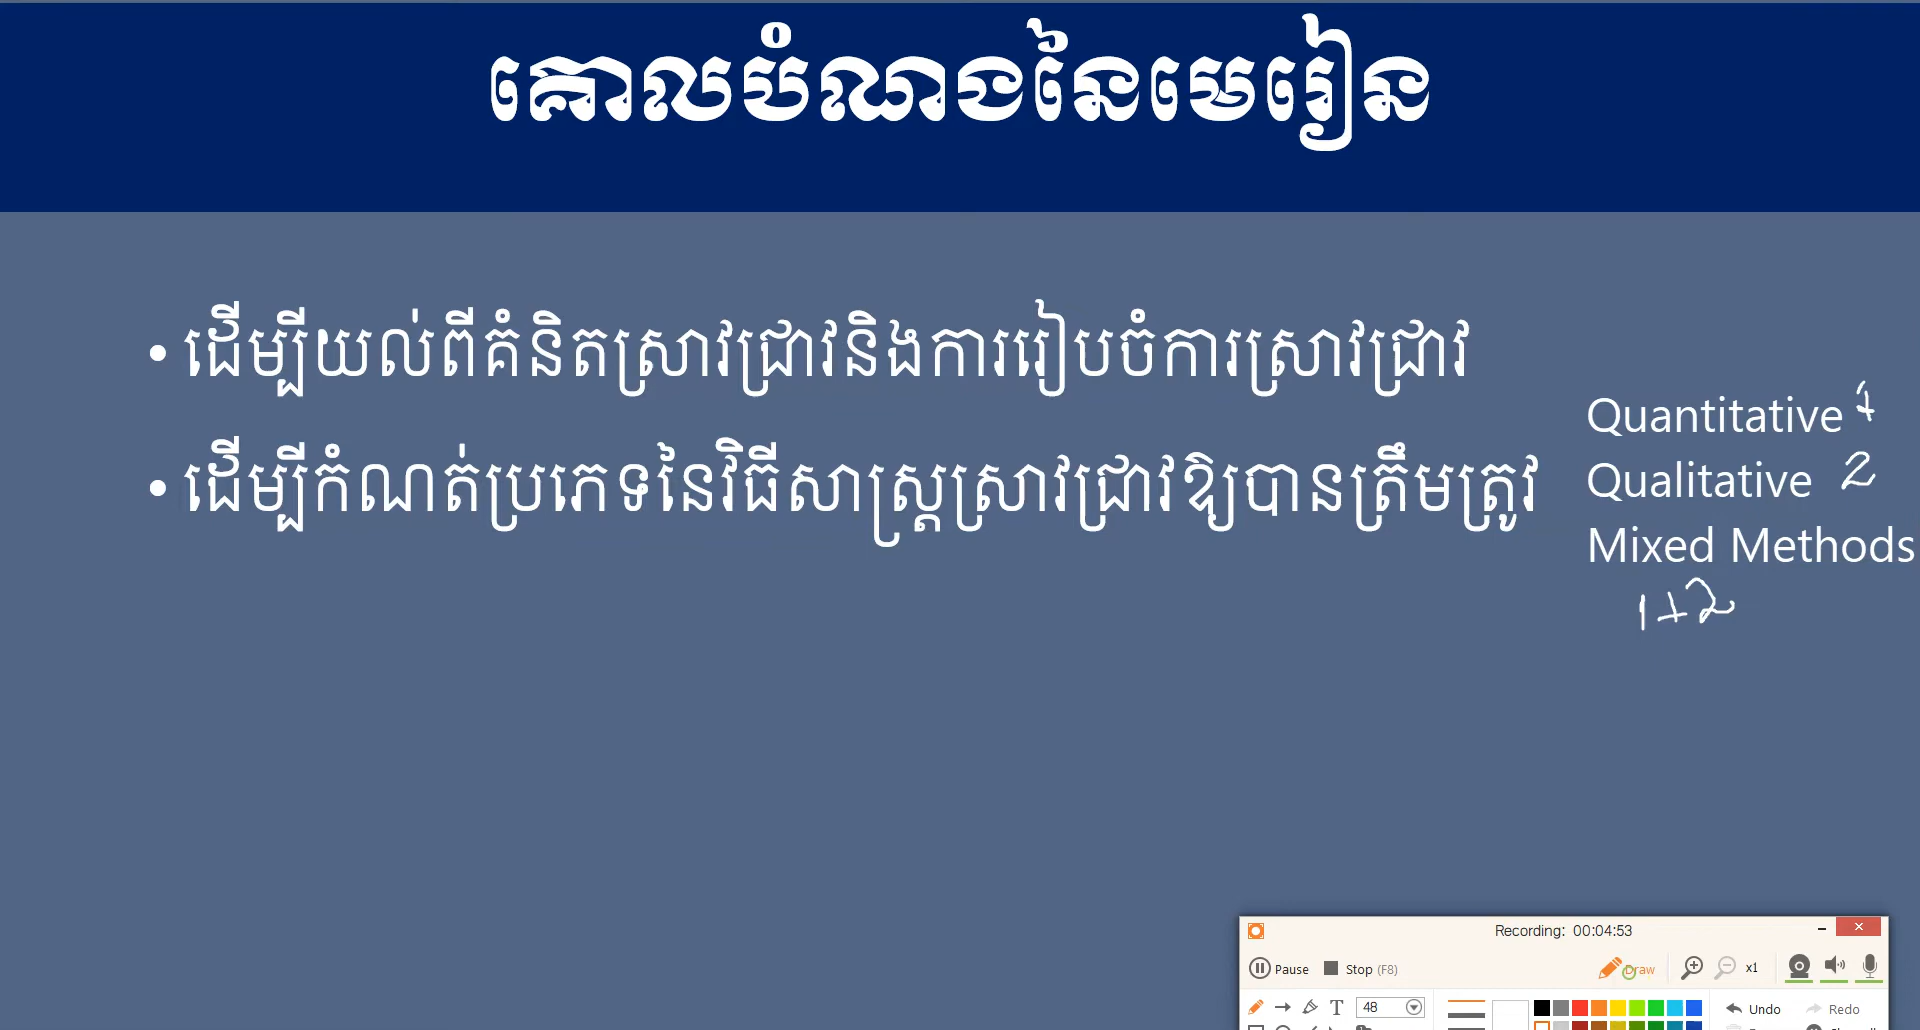 គោលបំណងនៃមេរៀន
• ដើម្បីយល់ពីគំនិតស្រាវជ្រាវនិងការរៀបចំការស្រាវជ្រាវ
• ដើម្បីកំណត់ប្រភេទនៃវិធីសាស្ត្រស្រាវជ្រាវឱ្យបានត្រឹមត្រូវ
Quantitative 1
Qualitative 2
Mixed Methods
1+2
Recording: 00:04:53
Pause Stop (F8) Draw x1
T 48 Undo Redo